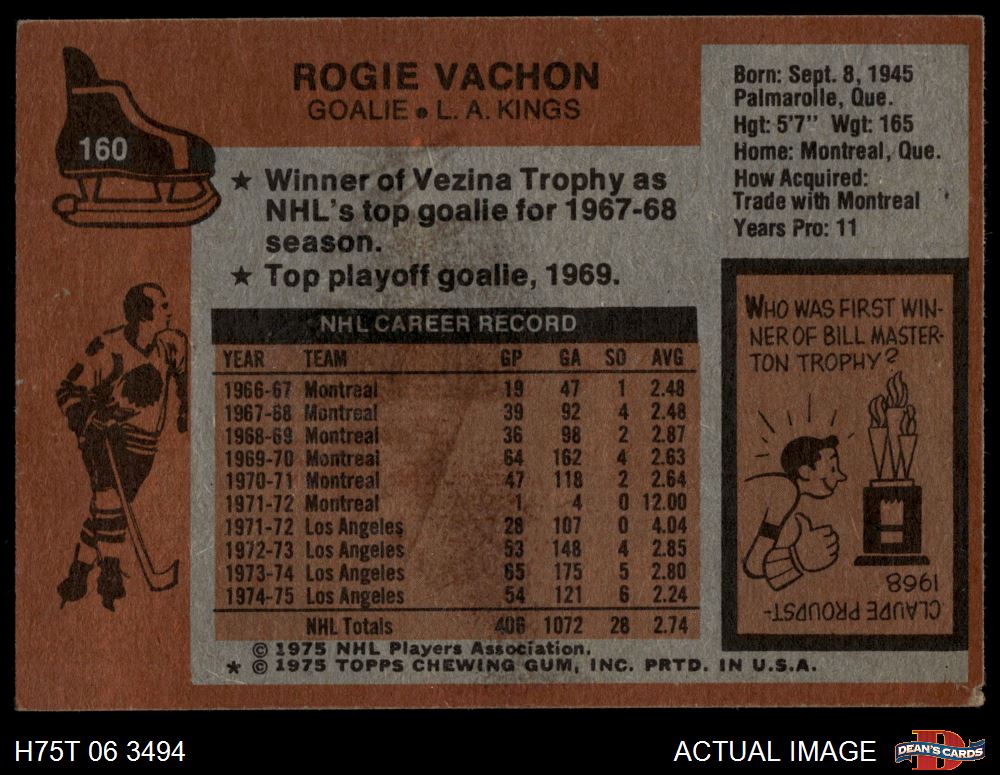 160
ROGIE VACHON
GOALIE • L. A. KINGS
★ Winner of Vezina Trophy as
NHL's top goalie for 1967-68
season.
★ Top playoff goalie, 1969.
Born: Sept. 8, 1945
Palmarolle, Que.
Hgt: 5'7" Wgt: 165
Home: Montreal, Que.
How Acquired:
Trade with Montreal
Years Pro: 11
NHL CAREER RECORD
YEAR TEAM GP GA SO AVG
1966-67 Montreal 19 47 1 2.48
1967-68 Montreal 39 92 4 2.48
1968-69 Montreal 36 98 2 2.87
1969-70 Montreal 64 162 4 2.63
1970-71 Montreal 47 118 2 2.64
1971-72 Montreal 1 4 0 12.00
1971-72 Los Angeles 28 107 0 4.04
1972-73 Los Angeles 53 148 4 2.85
1973-74 Los Angeles 65 175 5 2.80
1974-75 Los Angeles 54 121 6 2.24
NHL Totals 406 1072 28 2.74
WHO WAS FIRST WIN-
NER OF BILL MASTER-
TON TROPHY?
CLAUDE PROVOST-
1968
© 1975 NHL Players Association.
★ © 1975 TOPPS CHEWING GUM, INC. PRTD. IN U.S.A.
H75T 06 3494
ACTUAL IMAGE
D
DEAN'S CARDS